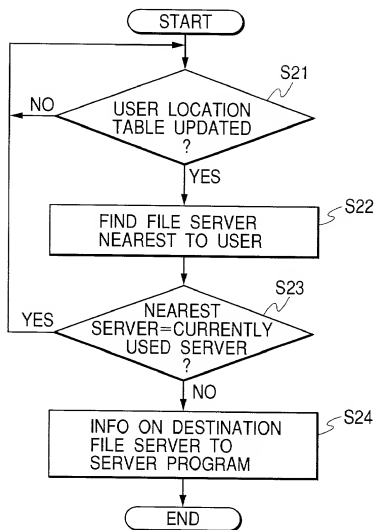 START
S21
NO
USER LOCATION
TABLE UPDATED
?
YES
S22
FIND FILE SERVER
NEAREST TO USER
S23
YES
NEAREST
SERVER=CURRENTLY
USED SERVER
?
NO
S24
INFO ON DESTINATION
FILE SERVER TO
SERVER PROGRAM
END